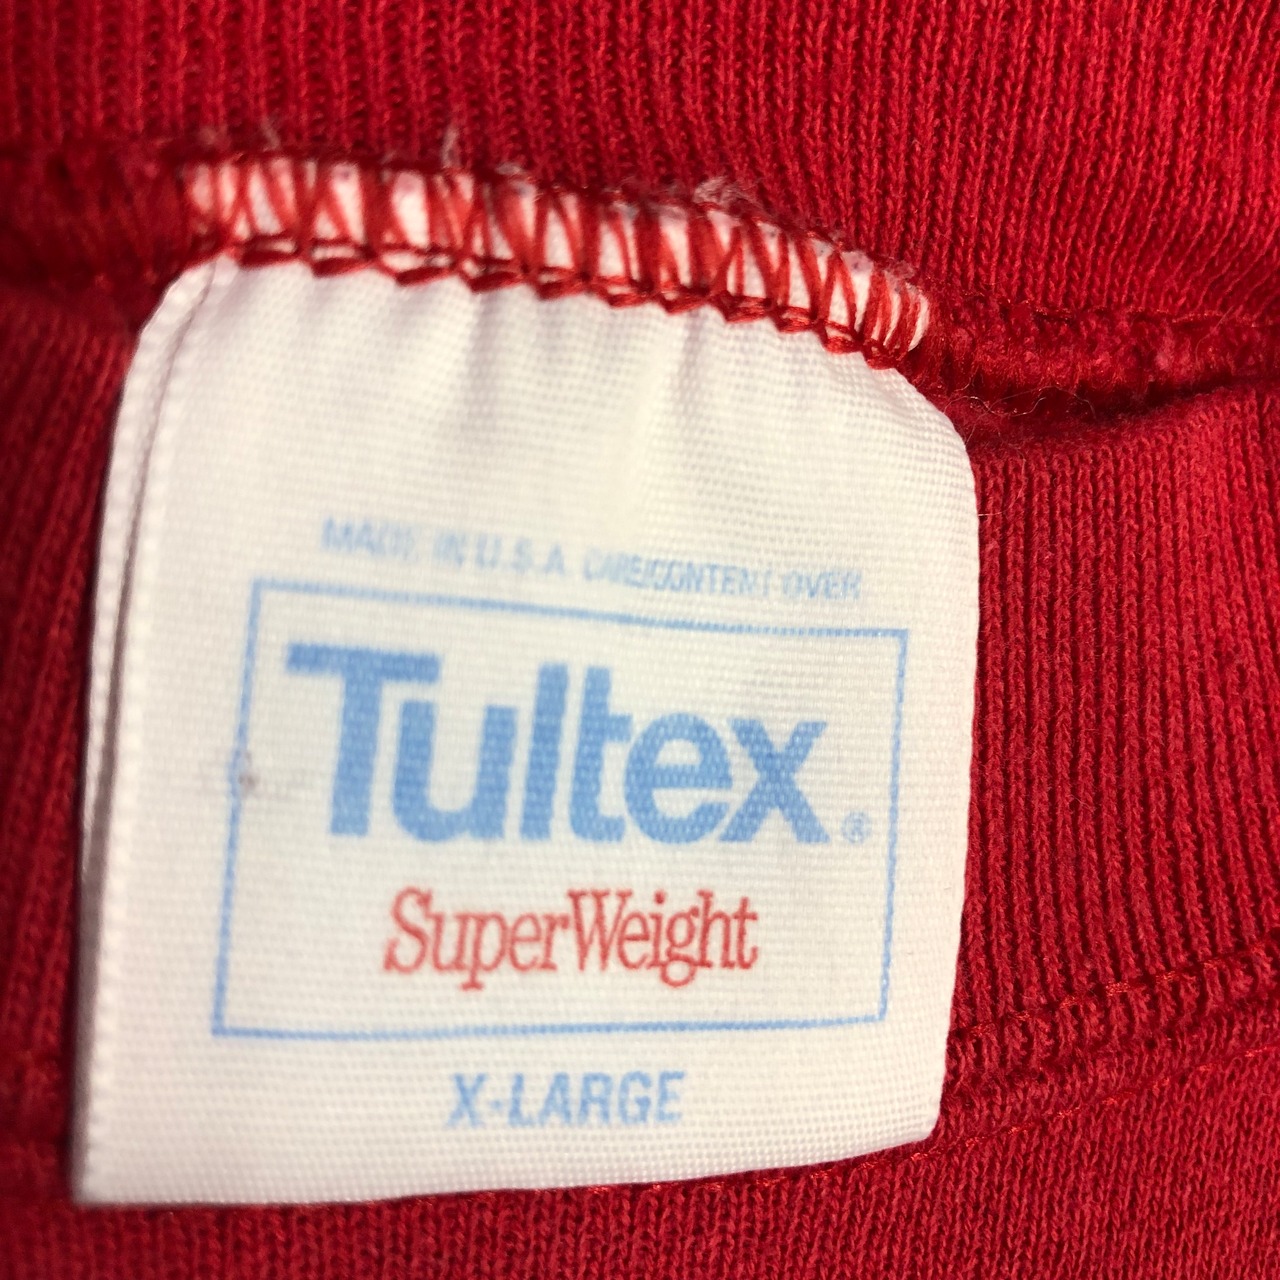 MADE IN U.S.A CARE/CONTENT OVER
Tultex®
SuperWeight
X-LARGE